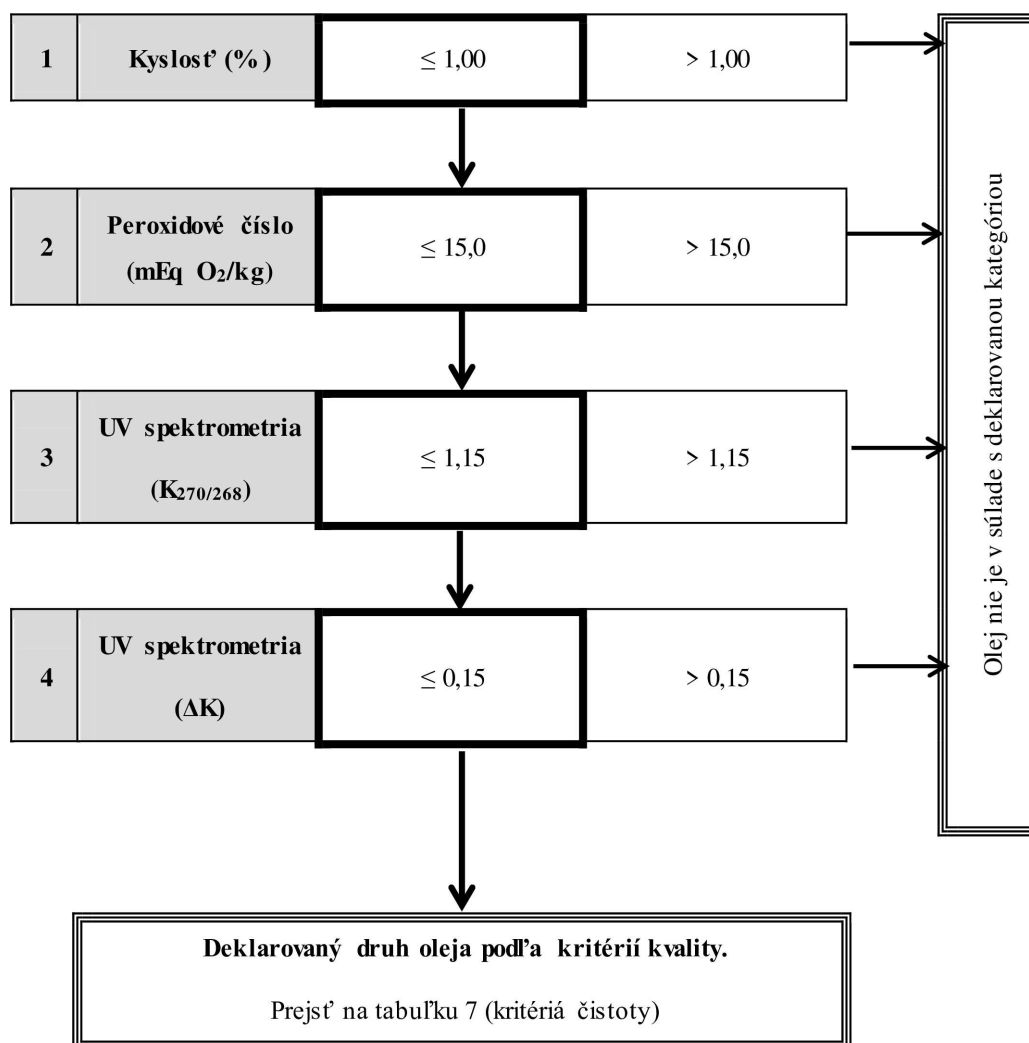 1 Kyslosť (%) ≤ 1,00 > 1,00
2 Peroxidové číslo (mEq O₂/kg) ≤ 15,0 > 15,0
3 UV spektrometria (K₂₇₀/₂₆₈) ≤ 1,15 > 1,15
4 UV spektrometria (ΔK) ≤ 0,15 > 0,15
Olej nie je v súlade s deklarovanou kategóriou
Deklarovaný druh oleja podľa kritérií kvality.
Prejsť na tabuľku 7 (kritériá čistoty)